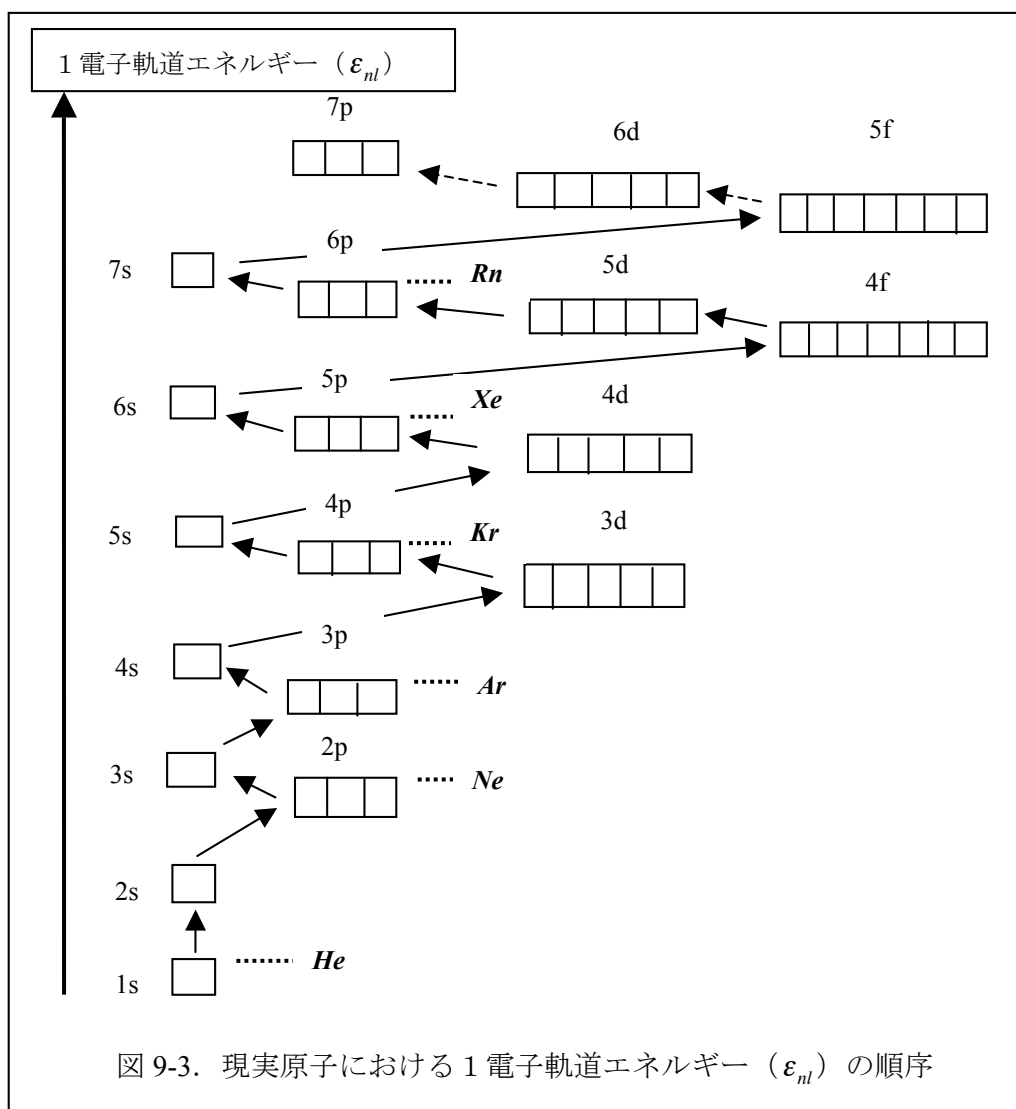 1電子軌道エネルギー（εnl）
7p
6d
5f
6p
7s
Rn
5d
4f
5p
6s
Xe
4d
4p
5s
Kr
3d
3p
4s
Ar
2p
3s
Ne
2s
He
1s
図 9-3. 現実原子における１電子軌道エネルギー（εnl）の順序